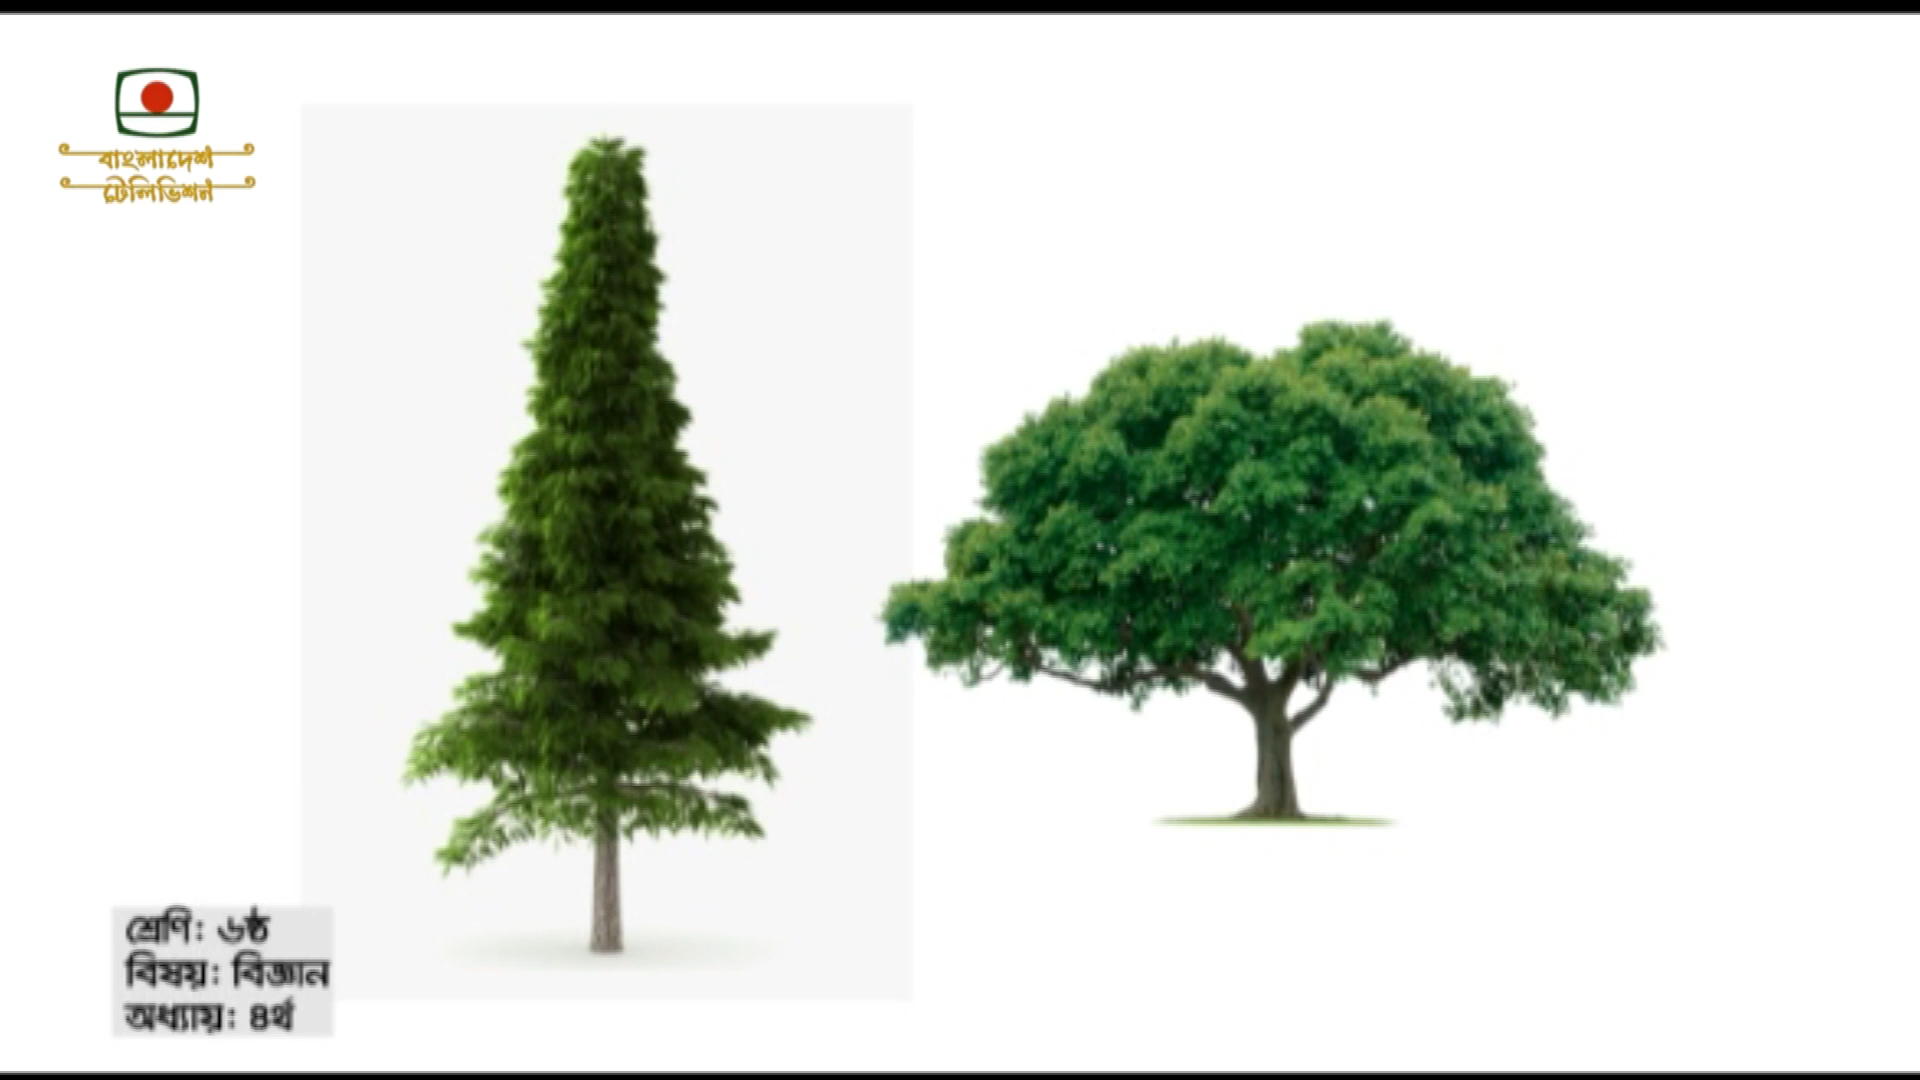 বাংলাদেশ
টেলিভিশন
শ্রেণি: ৬ষ্ঠ
বিষয়: বিজ্ঞান
অধ্যায়: ৪র্থ